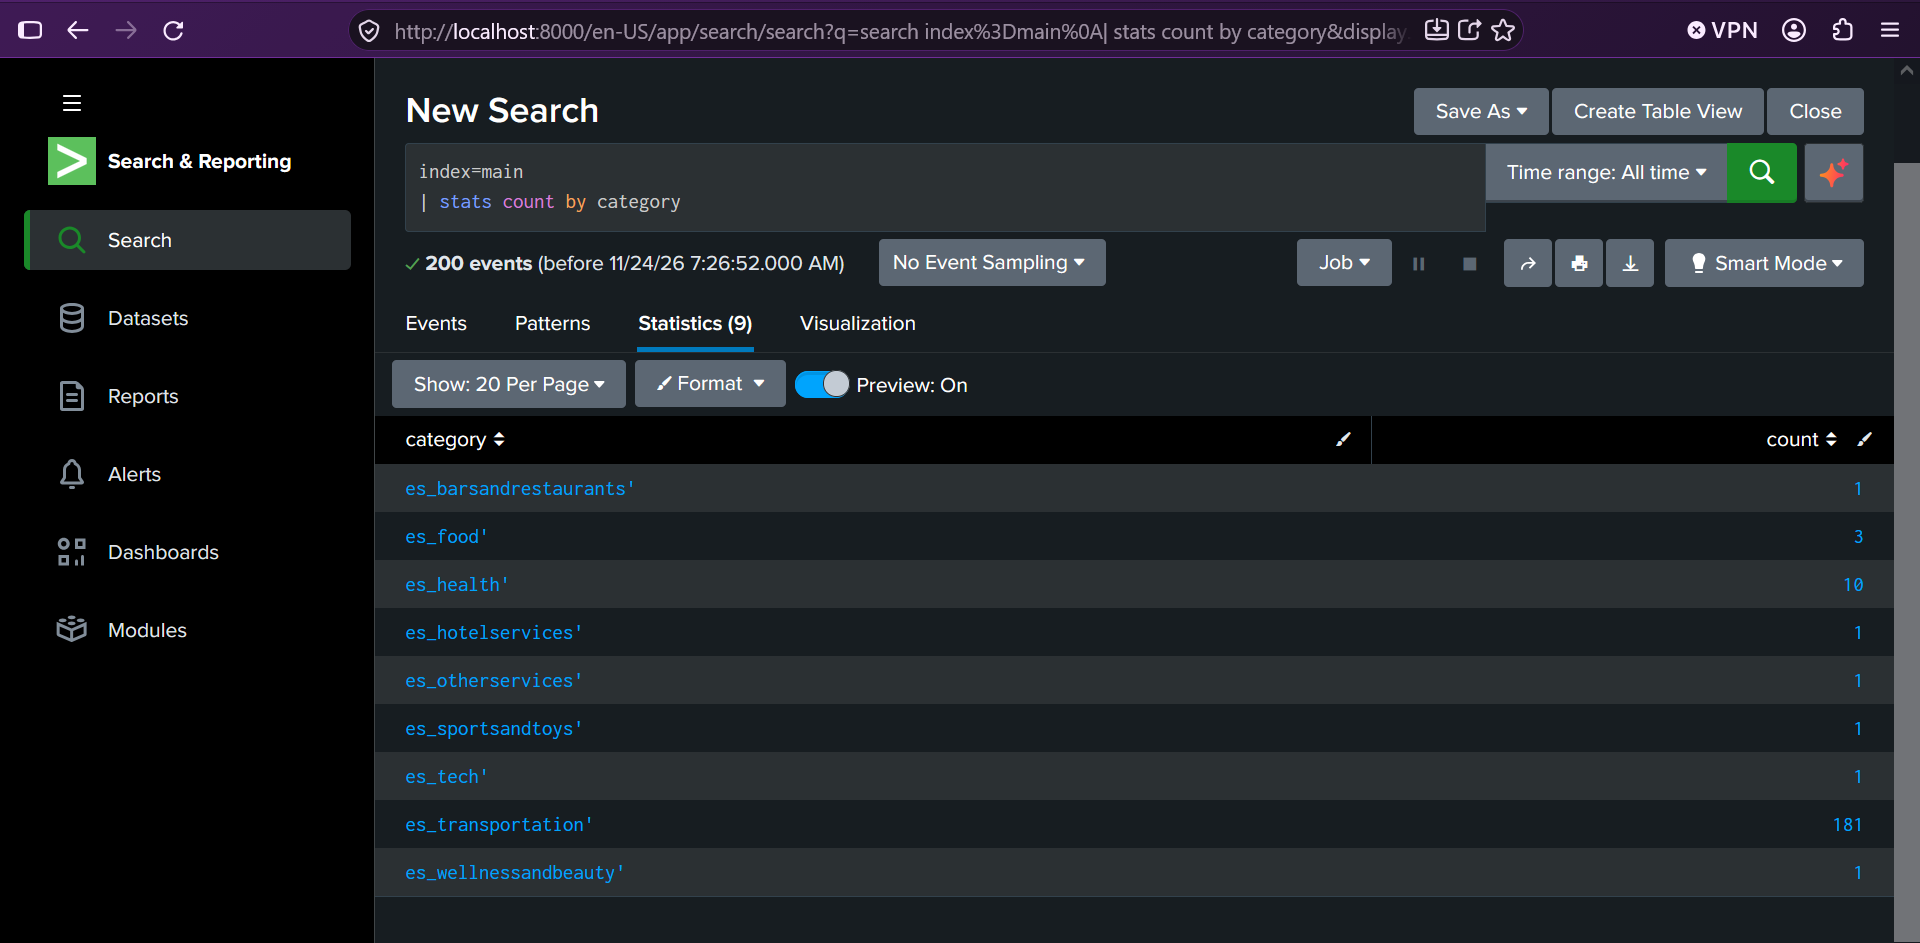 http://localhost:8000/en-US/app/search/search?q=search index%3Dmain%0A| stats count by category&display.
VPN
Search & Reporting
Search
Datasets
Reports
Alerts
Dashboards
Modules
New Search
Save As
Create Table View
Close
index=main
| stats count by category
Time range: All time
200 events (before 11/24/26 7:26:52.000 AM)
No Event Sampling
Job
Smart Mode
Events
Patterns
Statistics (9)
Visualization
Show: 20 Per Page
Format
Preview: On
category count
es_barsandrestaurants' 1
es_food' 3
es_health' 10
es_hotelservices' 1
es_otherservices' 1
es_sportsandtoys' 1
es_tech' 1
es_transportation' 181
es_wellnessandbeauty' 1